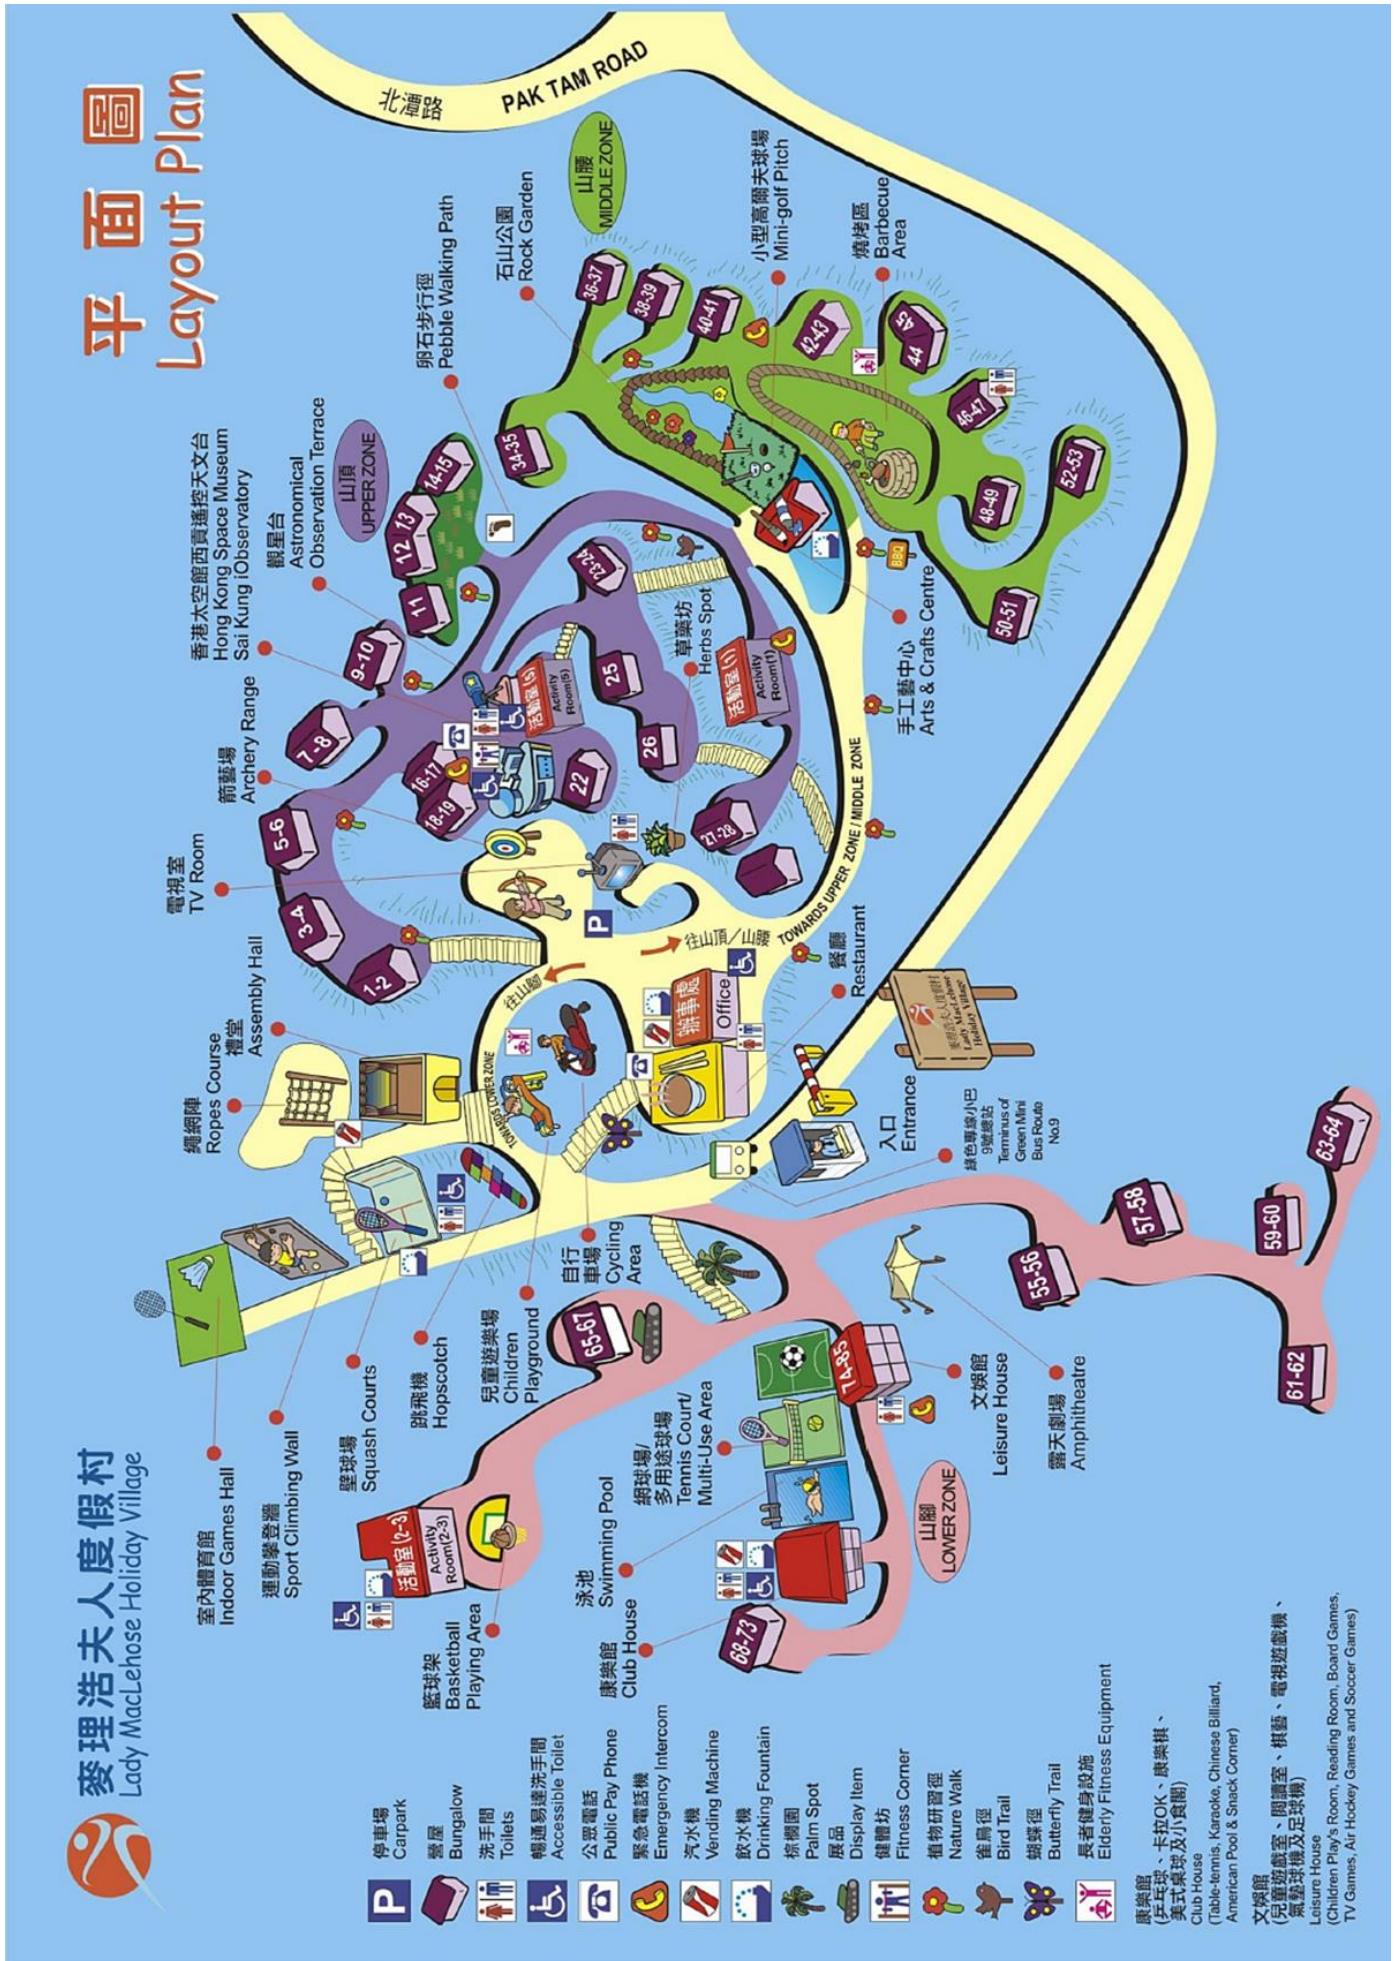 麥理浩夫人度假村
Lady MacLehose Holiday Village
平面圖
Layout Plan
北潭路
PAK TAM ROAD
室內體育館
Indoor Games Hall
運動攀登牆
Sport Climbing Wall
壁球場
Squash Courts
跳飛機
Hopscotch
兒童遊樂場
Children
Playground
自行
車場
Cycling
Area
繩網陣
Ropes Course
禮堂
Assembly Hall
電視室
TV Room
箭藝場
Archery Range
香港太空館西貢遙控天文台
Hong Kong Space Museum
Sai Kung iObservatory
觀星台
Astronomical
Observation Terrace
山頂
UPPER ZONE
卵石步行徑
Pebble Walking Path
石山公園
Rock Garden
山腰
MIDDLE ZONE
小型高爾夫球場
Mini-golf Pitch
燒烤區
Barbecue
Area
草藥坊
Herbs Spot
手工藝中心
Arts & Crafts Centre
BBQ
1-2
3-4
5-6
7-8
9-10
11
12
13
14-15
16-17
18-19
22
23-24
25
26
27-28
34-35
36-37
38-39
40-41
42-43
44
45
46-47
48-49
50-51
52-53
活動室(5)
Activity
Room(5)
活動室(1)
Activity
Room(1)
P
往山腳
TOWARDS LOWER ZONE
往山頂/山腰
TOWARDS UPPER ZONE / MIDDLE ZONE
辦事處
Office
餐廳
Restaurant
麥理浩夫人度假村
Lady MacLehose
Holiday Village
入口
Entrance
綠色專線小巴
9號總站
Terminus of
Green Mini
Bus Route
No.9
活動室(2-3)
Activity
Room(2-3)
籃球架
Basketball
Playing Area
65-67
康樂館
Club House
泳池
Swimming Pool
網球場/
多用途球場
Tennis Court/
Multi-Use Area
68-73
74-85
山腳
LOWER ZONE
文娛館
Leisure House
露天劇場
Amphitheatre
55-56
57-58
59-60
61-62
63-64
P
停車場
Carpark
營屋
Bungalow
洗手間
Toilets
暢通易達洗手間
Accessible Toilet
公眾電話
Public Pay Phone
緊急電話機
Emergency Intercom
汽水機
Vending Machine
飲水機
Drinking Fountain
棕櫚園
Palm Spot
展品
Display Item
健體坊
Fitness Corner
植物研習徑
Nature Walk
雀鳥徑
Bird Trail
蝴蝶徑
Butterfly Trail
長者健身設施
Elderly Fitness Equipment
康樂館
(乒乓球、卡拉OK、康樂棋、
美式桌球及小食閣)
Club House
(Table-tennis, Karaoke, Chinese Billiard,
American Pool & Snack Corner)
文娛館
(兒童遊戲室、閱讀室、棋藝、電視遊戲機、
氣墊球機及足球機)
Leisure House
(Children Play's Room, Reading Room, Board Games,
TV Games, Air Hockey Games and Soccer Games)